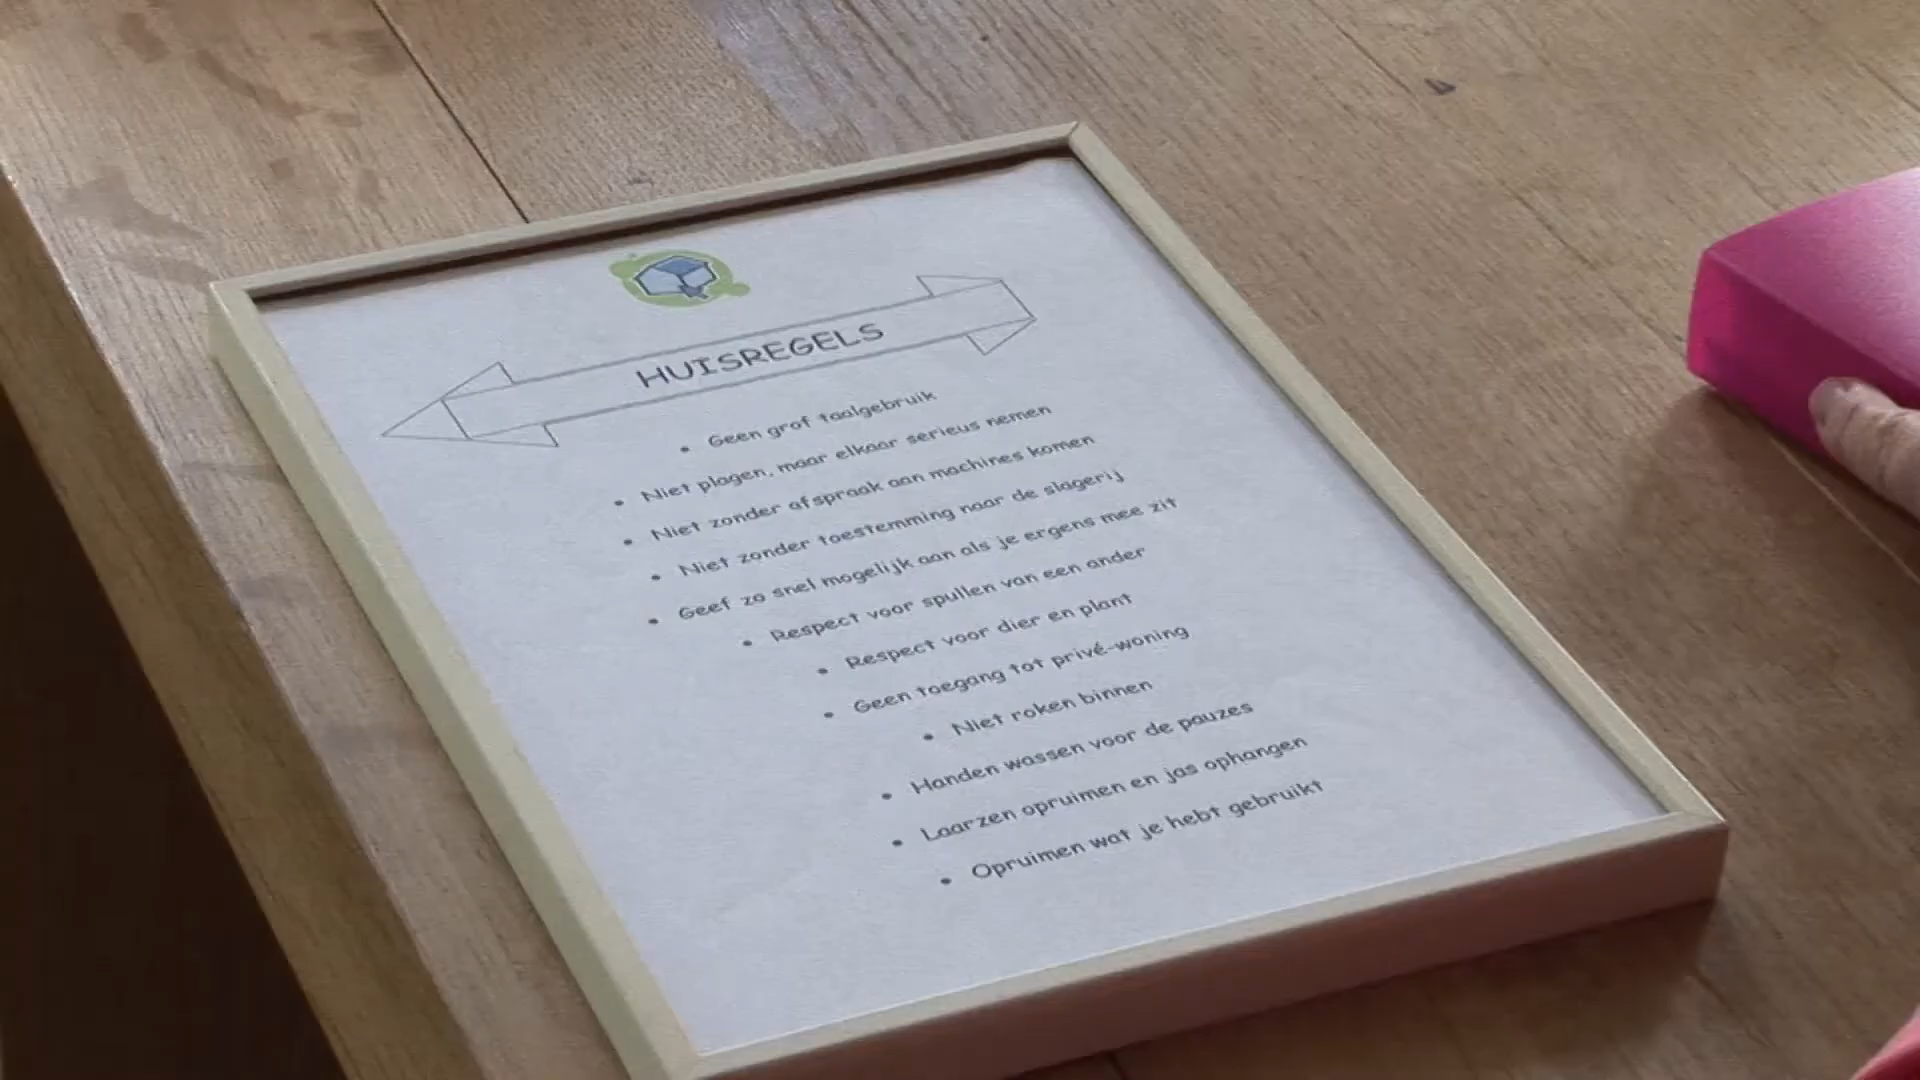 HUISREGELS
• Geen grof taalgebruik
• Niet plagen, maar elkaar serieus nemen
• Niet zonder afspraak aan machines komen
• Niet zonder toestemming naar de slagerij
• Geef zo snel mogelijk aan als je ergens mee zit
• Respect voor spullen van een ander
• Respect voor dier en plant
• Geen toegang tot privé-woning
• Niet roken binnen
• Handen wassen voor de pauzes
• Laarzen opruimen en jas ophangen
• Opruimen wat je hebt gebruikt